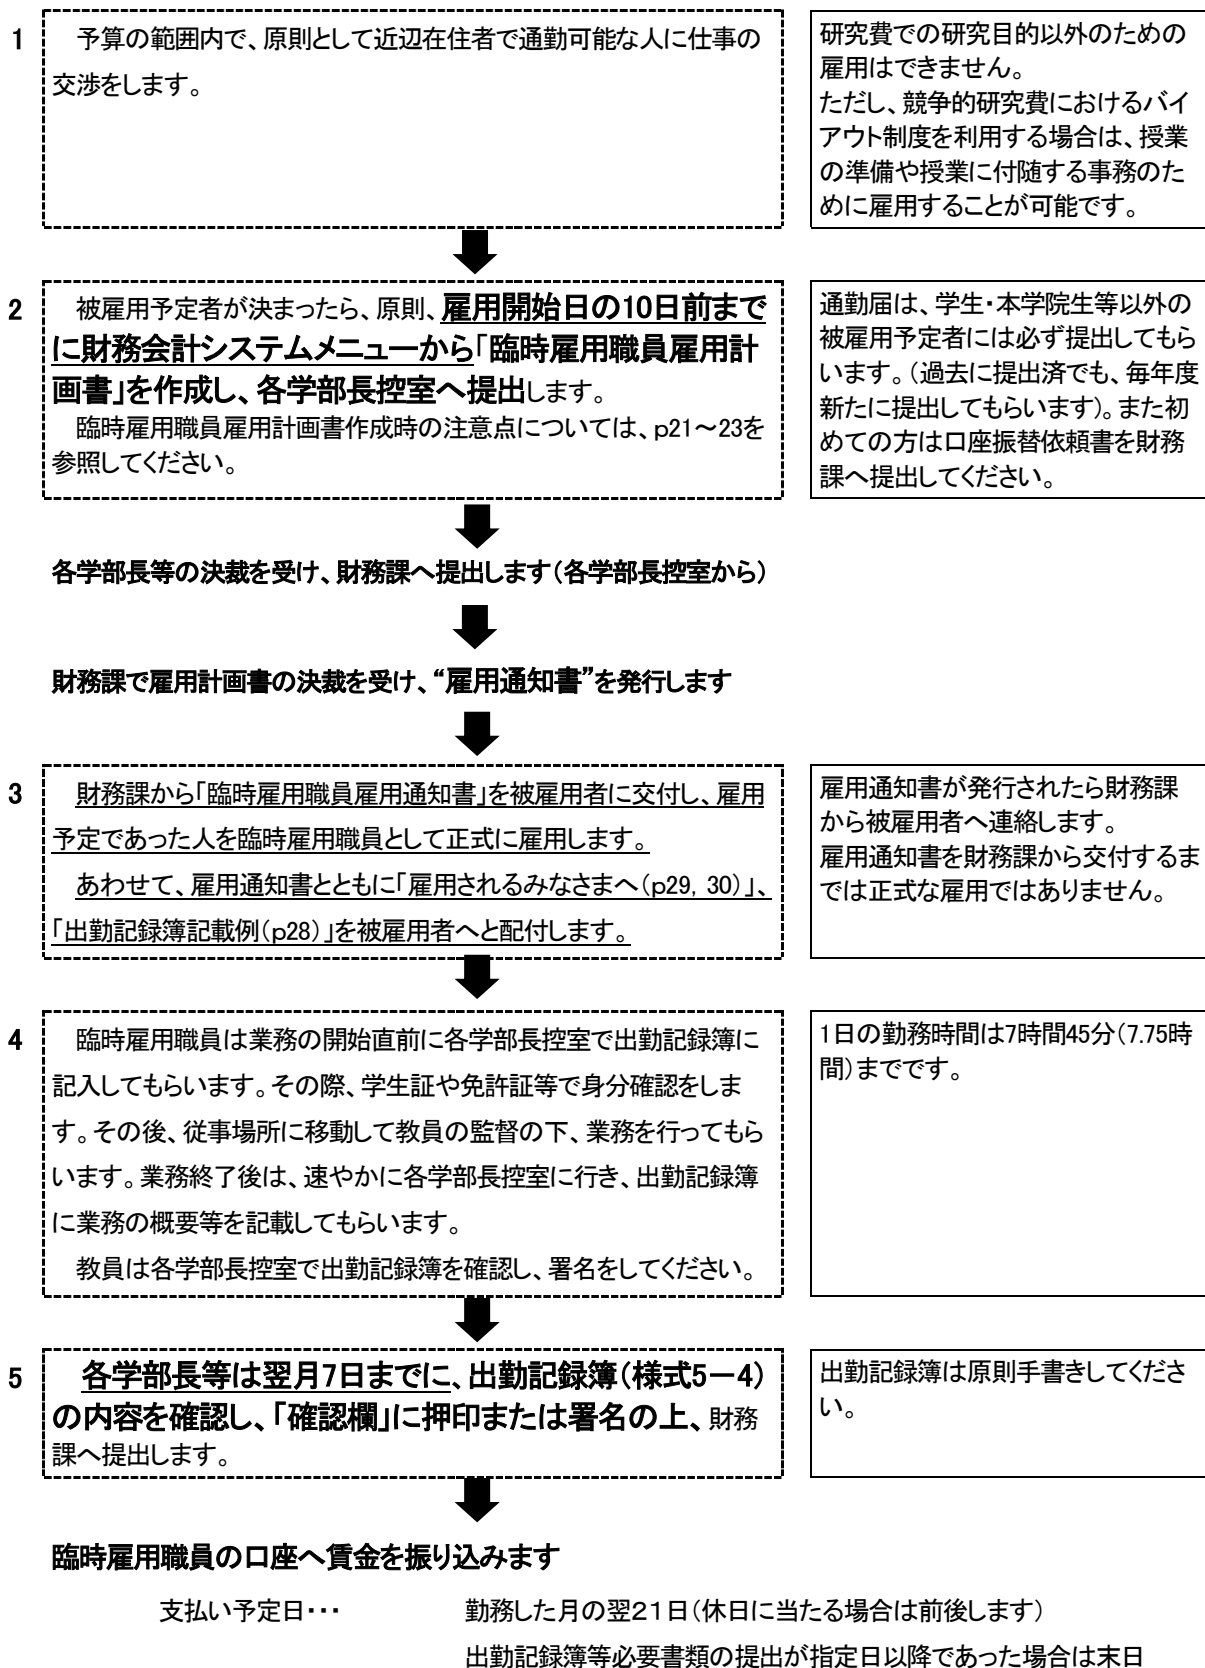 1
予算の範囲内で、原則として近辺在住者で通勤可能な人に仕事の
交渉をします。
研究費での研究目的以外のための
雇用はできません。
ただし、競争的研究費におけるバイ
アウト制度を利用する場合は、授業
の準備や授業に付随する事務のた
めに雇用することが可能です。
2
被雇用予定者が決まったら、原則、雇用開始日の10日前まで
に財務会計システムメニューから「臨時雇用職員雇用計
画書」を作成し、各学部長控室へ提出します。
臨時雇用職員雇用計画書作成時の注意点については、p21～23を
参照してください。
通勤届は、学生・本学院生等以外の
被雇用予定者には必ず提出してもら
います。(過去に提出済でも、毎年度
新たに提出してもらいます)。また初
めての方は口座振替依頼書を財務
課へ提出してください。
各学部長等の決裁を受け、財務課へ提出します(各学部長控室から)
財務課で雇用計画書の決裁を受け、“雇用通知書”を発行します
3
財務課から「臨時雇用職員雇用通知書」を被雇用者に交付し、雇用
予定であった人を臨時雇用職員として正式に雇用します。
あわせて、雇用通知書とともに「雇用されるみなさまへ(p29, 30)」、
「出勤記録簿記載例(p28)」を被雇用者へと配付します。
雇用通知書が発行されたら財務課
から被雇用者へ連絡します。
雇用通知書を財務課から交付するま
では正式な雇用ではありません。
4
臨時雇用職員は業務の開始直前に各学部長控室で出勤記録簿に
記入してもらいます。その際、学生証や免許証等で身分確認をしま
す。その後、従事場所に移動して教員の監督の下、業務を行ってもら
います。業務終了後は、速やかに各学部長控室に行き、出勤記録簿
に業務の概要等を記載してもらいます。
教員は各学部長控室で出勤記録簿を確認し、署名をしてください。
1日の勤務時間は7時間45分(7.75時
間)までです。
5
各学部長等は翌月7日までに、出勤記録簿(様式5－4)
の内容を確認し、「確認欄」に押印または署名の上、財務
課へ提出します。
出勤記録簿は原則手書きしてくださ
い。
臨時雇用職員の口座へ賃金を振り込みます
支払い予定日・・・ 勤務した月の翌２１日(休日に当たる場合は前後します)
出勤記録簿等必要書類の提出が指定日以降であった場合は末日